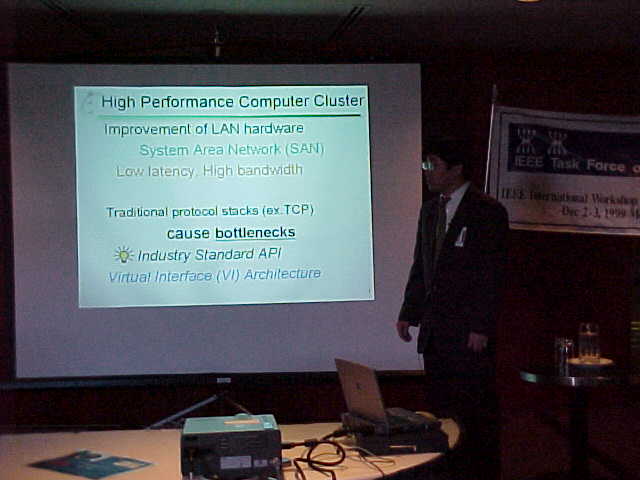 High Performance Computer Cluster
Improvement of LAN hardware
System Area Network (SAN)
Low latency, High bandwidth
Traditional protocol stacks (ex.TCP)
cause bottlenecks
Industry Standard API
Virtual Interface (VI) Architecture
IEEE Task Force o
IEEE International Workshop
Dec 2-3, 1999